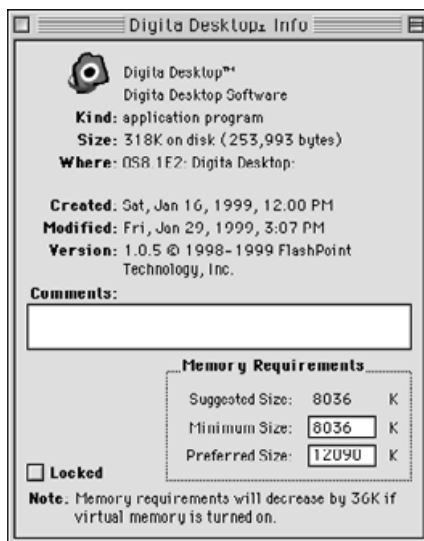 Digita Desktop™ Info
Digita Desktop™
Digita Desktop Software
Kind: application program
Size: 318K on disk (253,993 bytes)
Where: OS8.1E2: Digita Desktop:
Created: Sat, Jan 16, 1999, 12:00 PM
Modified: Fri, Jan 29, 1999, 3:07 PM
Version: 1.0.5 © 1998-1999 FlashPoint
Technology, Inc.
Comments:
Memory Requirements
Suggested Size: 8036 K
Minimum Size: 8036 K
Preferred Size: 12090 K
Locked
Note: Memory requirements will decrease by 36K if
virtual memory is turned on.